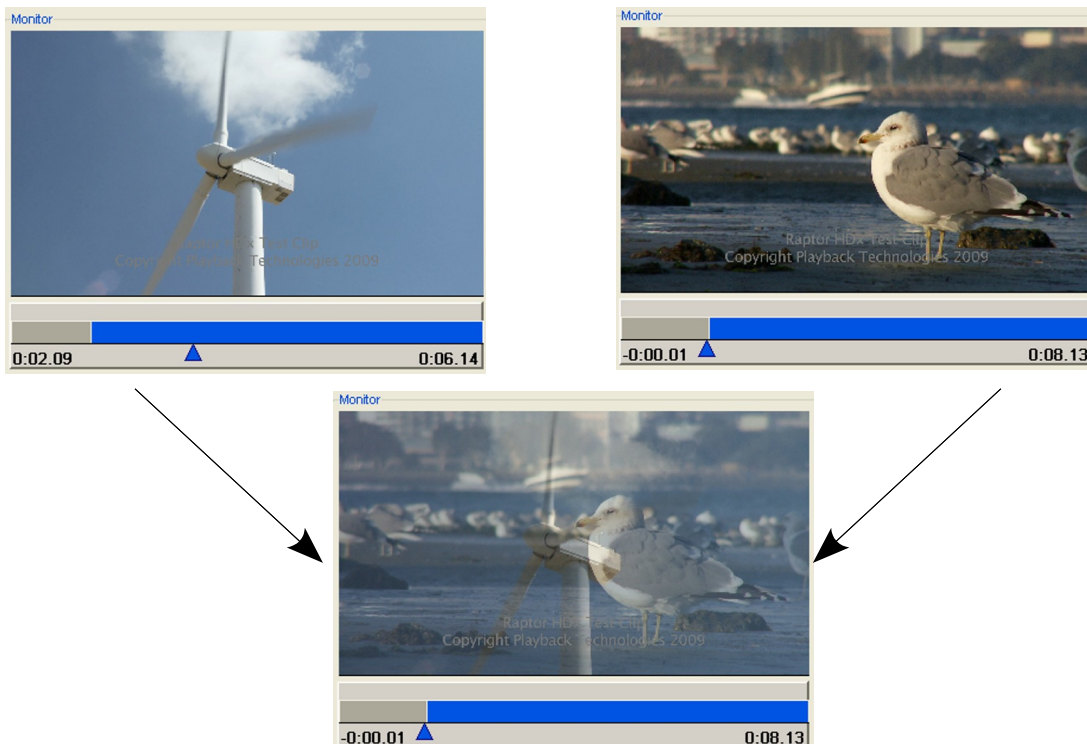 Monitor
Raptor HDx Test Clip
Copyright Playback Technologies 2009
0:02.09 0:06.14
Monitor
Raptor HDx Test Clip
Copyright Playback Technologies 2009
-0:00.01 0:08.13
Monitor
Raptor HDx Test Clip
Copyright Playback Technologies 2009
-0:00.01 0:08.13